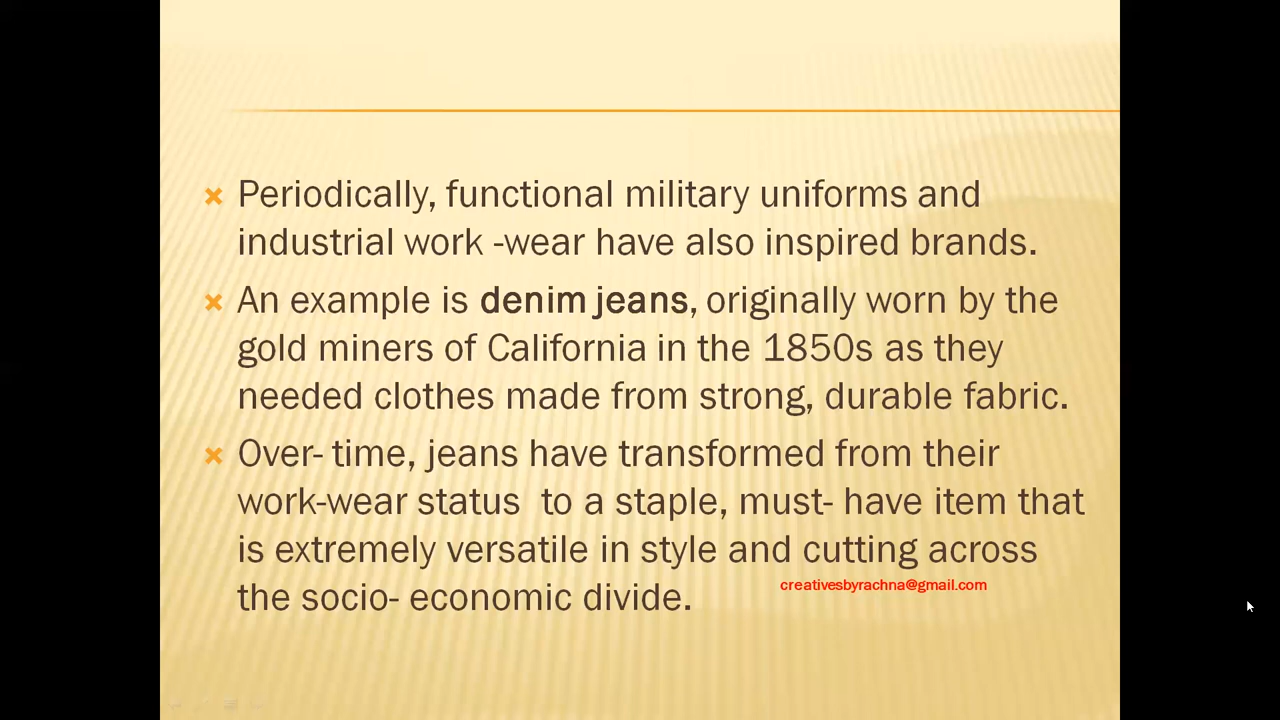 Periodically, functional military uniforms and
industrial work -wear have also inspired brands.
An example is denim jeans, originally worn by the
gold miners of California in the 1850s as they
needed clothes made from strong, durable fabric.
Over- time, jeans have transformed from their
work-wear status  to a staple, must- have item that
is extremely versatile in style and cutting across
the socio- economic divide.
creativesbyrachna@gmail.com